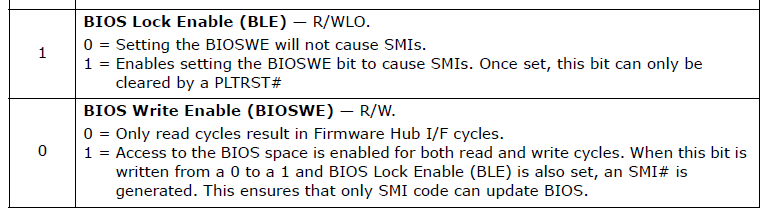 1
BIOS Lock Enable (BLE) — R/WLO.
0 = Setting the BIOSWE will not cause SMIs.
1 = Enables setting the BIOSWE bit to cause SMIs. Once set, this bit can only be
cleared by a PLTRST#
0
BIOS Write Enable (BIOSWE) — R/W.
0 = Only read cycles result in Firmware Hub I/F cycles.
1 = Access to the BIOS space is enabled for both read and write cycles. When this bit is
written from a 0 to a 1 and BIOS Lock Enable (BLE) is also set, an SMI# is
generated. This ensures that only SMI code can update BIOS.